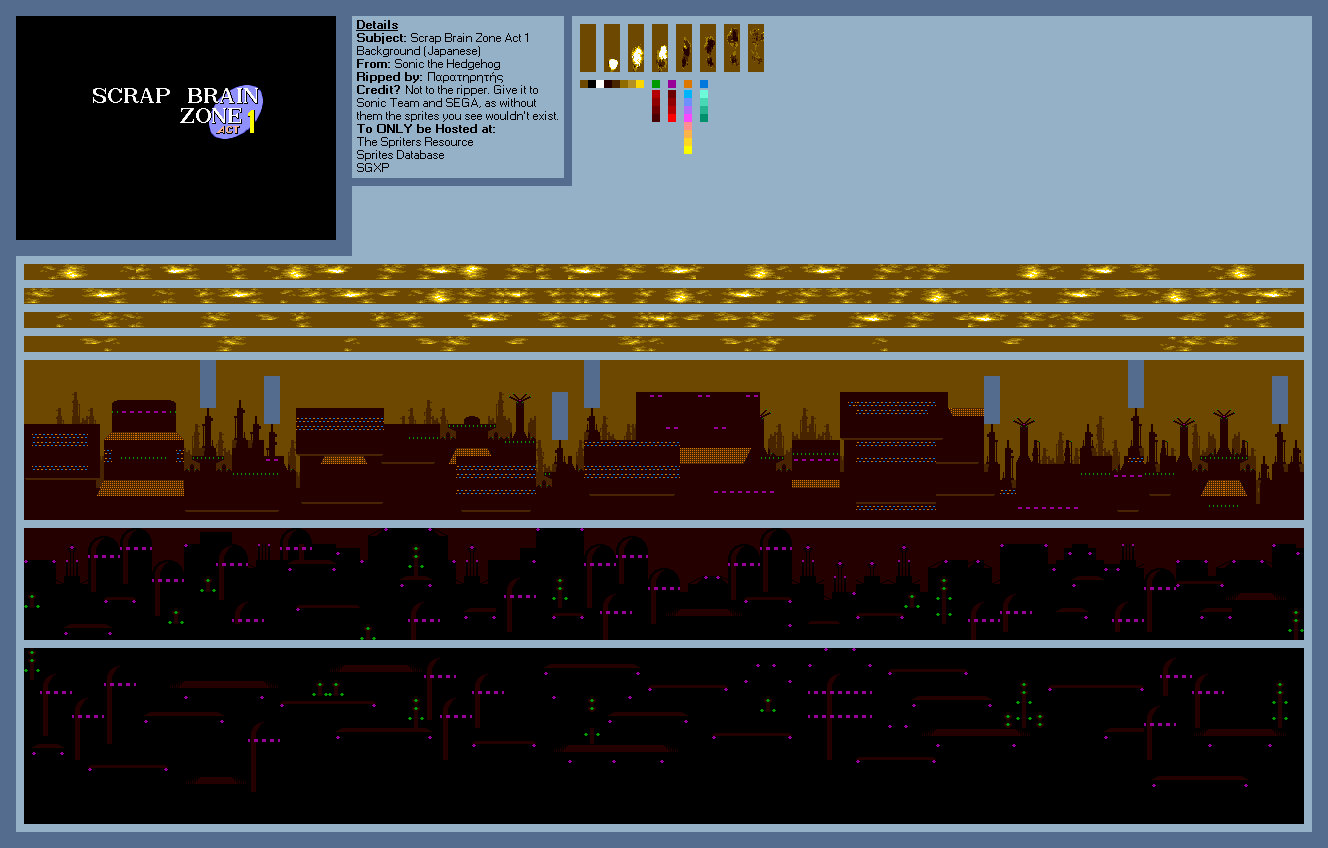 SCRAP BRAIN
ZONE
ACT 1
Details
Subject: Scrap Brain Zone Act 1
Background (Japanese)
From: Sonic the Hedgehog
Ripped by: Παρατηρητής
Credit? Not to the ripper. Give it to
Sonic Team and SEGA, as without
them the sprites you see wouldn't exist.
To ONLY be Hosted at:
The Spriters Resource
Sprites Database
SGXP